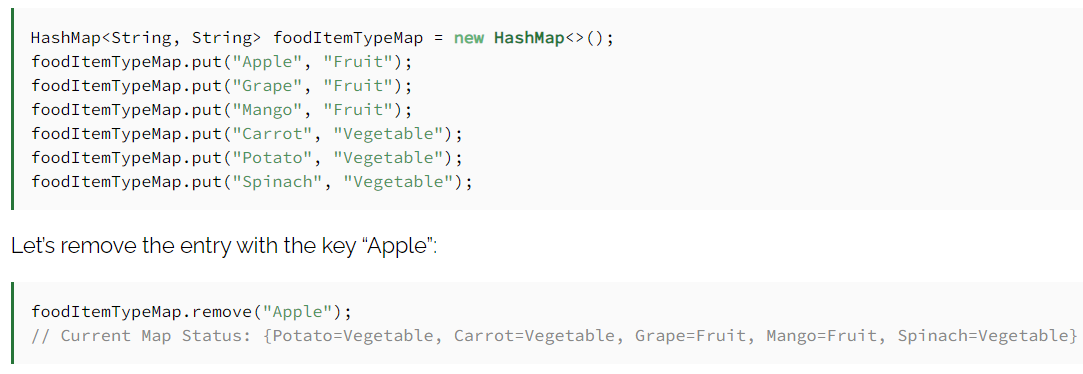 HashMap<String, String> foodItemTypeMap = new HashMap<>();
foodItemTypeMap.put("Apple", "Fruit");
foodItemTypeMap.put("Grape", "Fruit");
foodItemTypeMap.put("Mango", "Fruit");
foodItemTypeMap.put("Carrot", "Vegetable");
foodItemTypeMap.put("Potato", "Vegetable");
foodItemTypeMap.put("Spinach", "Vegetable");
Let’s remove the entry with the key “Apple”:
foodItemTypeMap.remove("Apple");
// Current Map Status: {Potato=Vegetable, Carrot=Vegetable, Grape=Fruit, Mango=Fruit, Spinach=Vegetable}